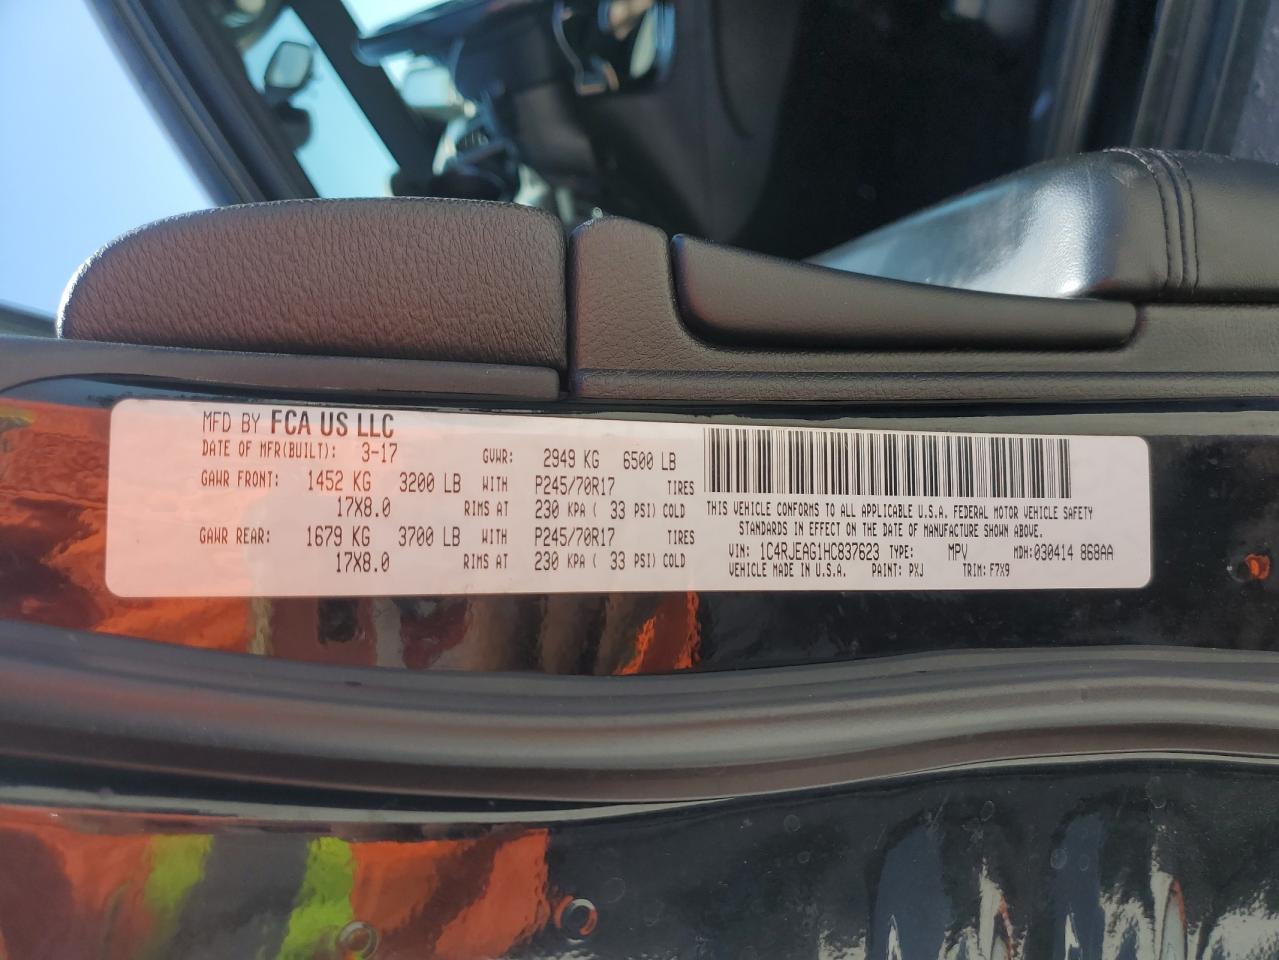 MFD BY FCA US LLC
DATE OF MFR(BUILT): 3-17 GVWR: 2949 KG 6500 LB
GAWR FRONT: 1452 KG 3200 LB WITH P245/70R17 TIRES
17X8.0 RIMS AT 230 KPA ( 33 PSI) COLD
GAWR REAR: 1679 KG 3700 LB WITH P245/70R17 TIRES
17X8.0 RIMS AT 230 KPA ( 33 PSI) COLD
THIS VEHICLE CONFORMS TO ALL APPLICABLE U.S.A. FEDERAL MOTOR VEHICLE SAFETY
STANDARDS IN EFFECT ON THE DATE OF MANUFACTURE SHOWN ABOVE.
VIN: 1C4RJEAG1HC837623 TYPE: MPV MDH:030414 868AA
VEHICLE MADE IN U.S.A. PAINT: PXJ TRIM: F7X9